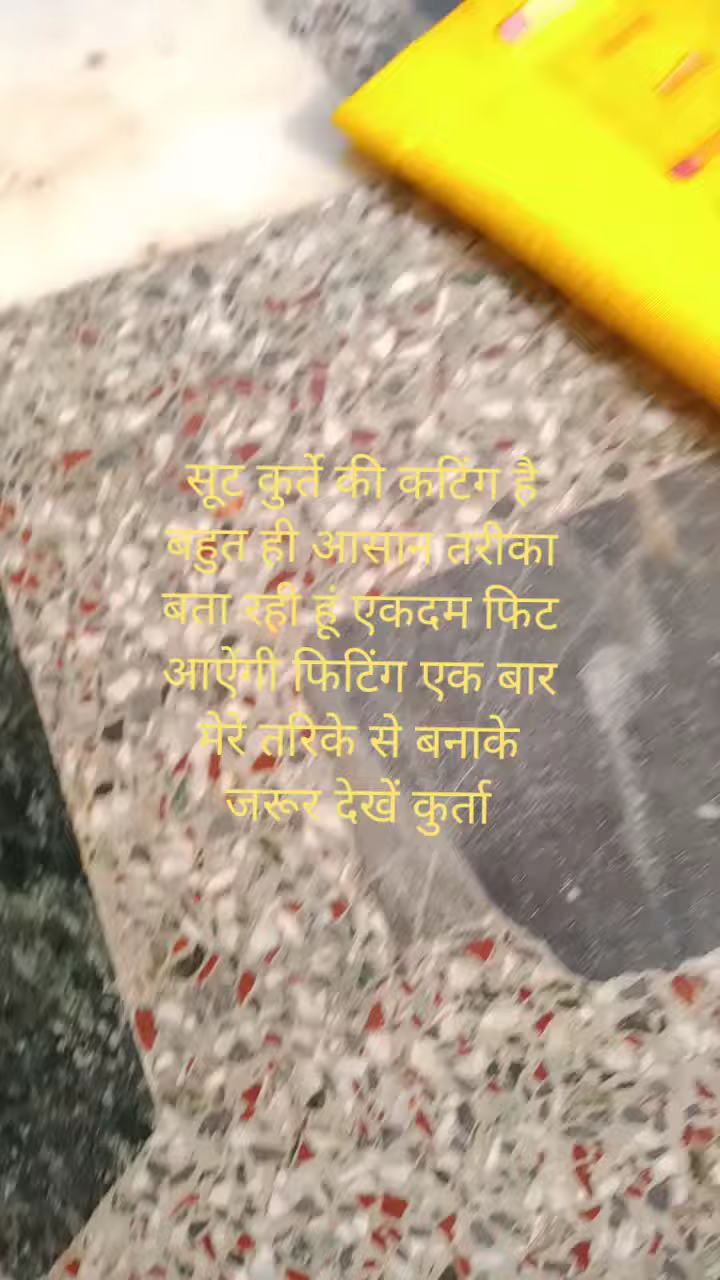 सूट कुर्ते की कटिंग है
बहुत ही आसान तरीका
बता रही हूं एकदम फिट
आऐंगी फिटिंग एक बार
मेरे तरिके से बनाके
जरूर देखें कुर्ता